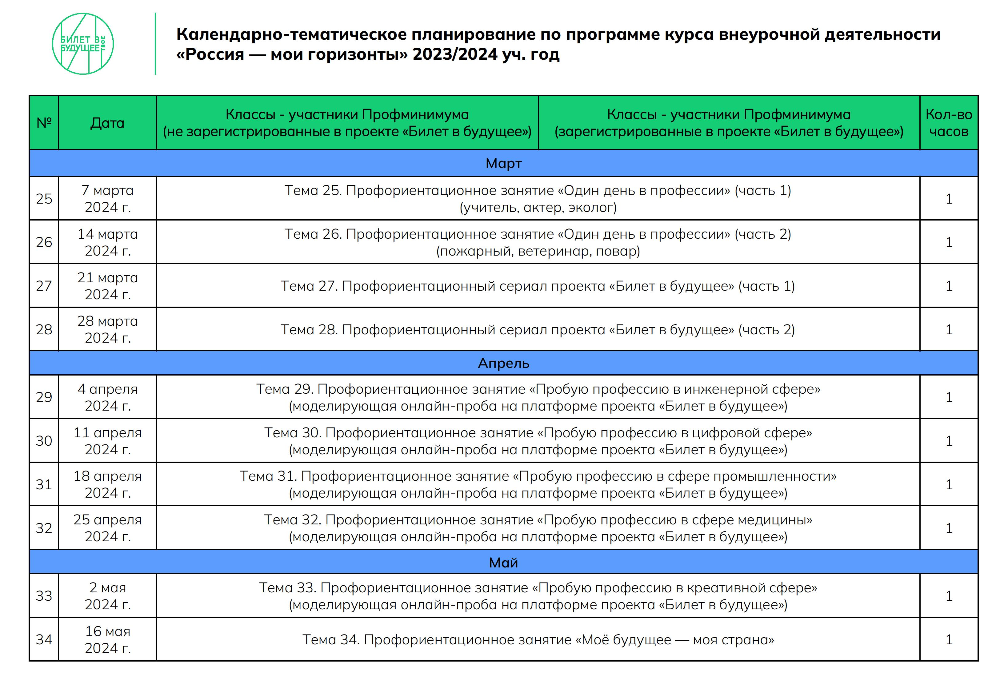 БИЛЕТ В
БУДУЩЕЕ
ТВОЕ
Календарно-тематическое планирование по программе курса внеурочной деятельности
«Россия — мои горизонты» 2023/2024 уч. год
№
Дата
Классы - участники Профминимума
(не зарегистрированные в проекте «Билет в будущее»)
Классы - участники Профминимума
(зарегистрированные в проекте «Билет в будущее»)
Кол-во
часов
Март
25
7 марта
2024 г.
Тема 25. Профориентационное занятие «Один день в профессии» (часть 1)
(учитель, актер, эколог)
1
26
14 марта
2024 г.
Тема 26. Профориентационное занятие «Один день в профессии» (часть 2)
(пожарный, ветеринар, повар)
1
27
21 марта
2024 г.
Тема 27. Профориентационный сериал проекта «Билет в будущее» (часть 1)
1
28
28 марта
2024 г.
Тема 28. Профориентационный сериал проекта «Билет в будущее» (часть 2)
1
Апрель
29
4 апреля
2024 г.
Тема 29. Профориентационное занятие «Пробую профессию в инженерной сфере»
(моделирующая онлайн-проба на платформе проекта «Билет в будущее»)
1
30
11 апреля
2024 г.
Тема 30. Профориентационное занятие «Пробую профессию в цифровой сфере»
(моделирующая онлайн-проба на платформе проекта «Билет в будущее»)
1
31
18 апреля
2024 г.
Тема 31. Профориентационное занятие «Пробую профессию в сфере промышленности»
(моделирующая онлайн-проба на платформе проекта «Билет в будущее»)
1
32
25 апреля
2024 г.
Тема 32. Профориентационное занятие «Пробую профессию в сфере медицины»
(моделирующая онлайн-проба на платформе проекта «Билет в будущее»)
1
Май
33
2 мая
2024 г.
Тема 33. Профориентационное занятие «Пробую профессию в креативной сфере»
(моделирующая онлайн-проба на платформе проекта «Билет в будущее»)
1
34
16 мая
2024 г.
Тема 34. Профориентационное занятие «Моё будущее — моя страна»
1